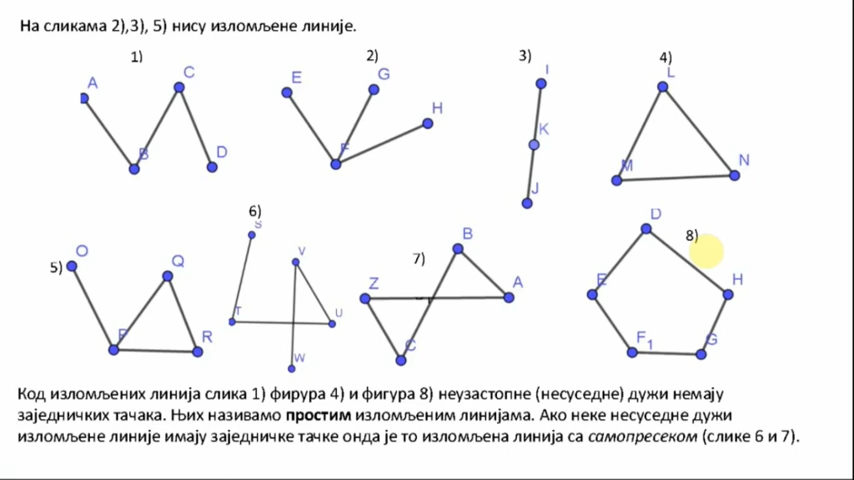 На сликама 2),3), 5) нису изломљене линије.
1)
2)
3)
4)
A
C
B
D
E
G
F
H
I
K
J
L
M
N
5)
6)
7)
8)
O
Q
P
R
S
V
T
U
W
B
Z
A
C
D
E
H
F1
G
Код изломљених линија слика 1) фирура 4) и фигура 8) неузастопне (несуседне) дужи немају
заједничких тачака. Њих називамо простим изломљеним линијама. Ако неке несуседне дужи
изломљене линије имају заједничке тачке онда је то изломљена линија са самопресеком (слике 6 и 7).